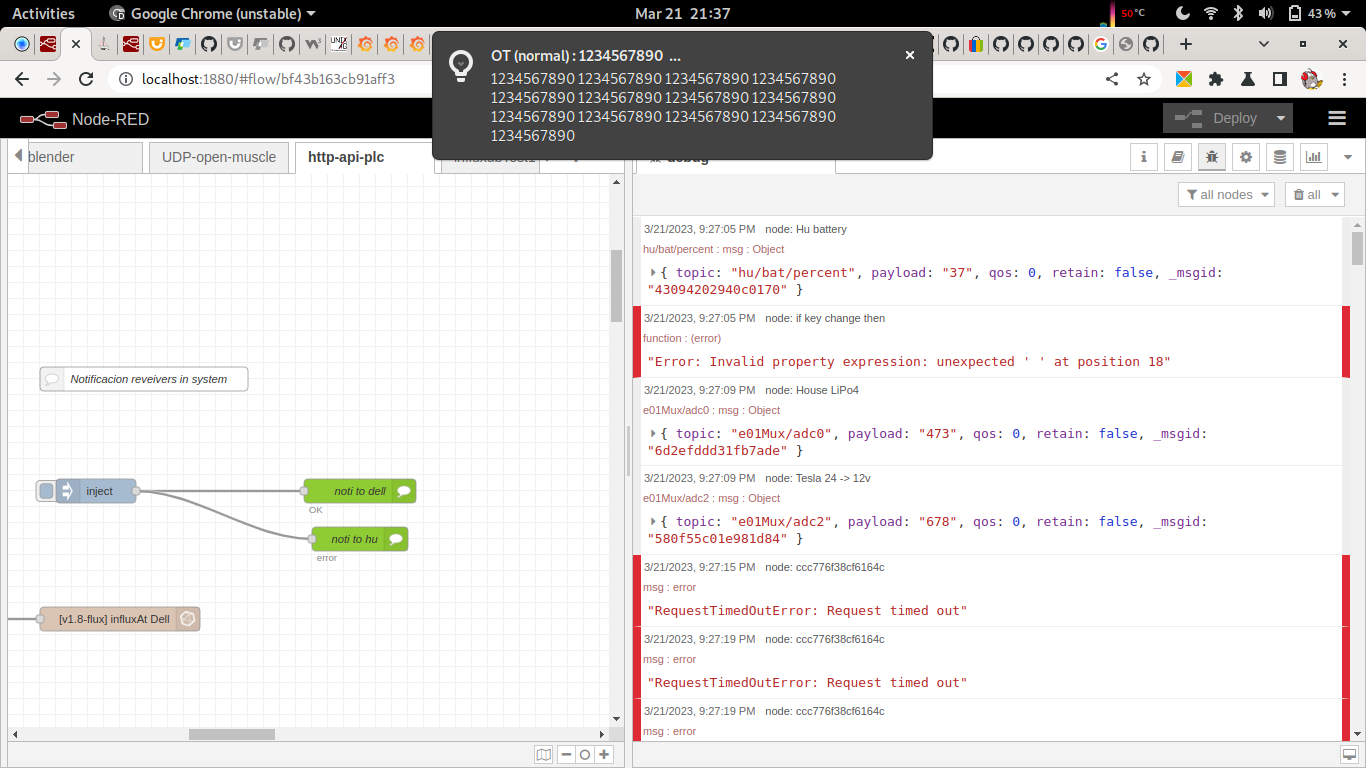 Activities
Google Chrome (unstable)
Mar 21 21:37
50°C
43 %
OT (normal) : 1234567890 ...
1234567890 1234567890 1234567890 1234567890
1234567890 1234567890 1234567890 1234567890
1234567890 1234567890 1234567890 1234567890
1234567890
localhost:1880/#flow/bf43b163cb91aff3
Node-RED
Deploy
blender
UDP-open-muscle
http-api-plc
debug
all nodes
all
Notificacion reveivers in system
inject
noti to dell
OK
noti to hu
error
[v1.8-flux] influxAt Dell
3/21/2023, 9:27:05 PM node: Hu battery
hu/bat/percent : msg : Object
{ topic: "hu/bat/percent", payload: "37", qos: 0, retain: false, _msgid:
"43094202940c0170" }
3/21/2023, 9:27:05 PM node: if key change then
function : (error)
"Error: Invalid property expression: unexpected ' ' at position 18"
3/21/2023, 9:27:09 PM node: House LiPo4
e01Mux/adc0 : msg : Object
{ topic: "e01Mux/adc0", payload: "473", qos: 0, retain: false, _msgid:
"6d2efddd31fb7ade" }
3/21/2023, 9:27:09 PM node: Tesla 24 -> 12v
e01Mux/adc2 : msg : Object
{ topic: "e01Mux/adc2", payload: "678", qos: 0, retain: false, _msgid:
"580f55c01e981d84" }
3/21/2023, 9:27:15 PM node: ccc776f38cf6164c
msg : error
"RequestTimedOutError: Request timed out"
3/21/2023, 9:27:19 PM node: ccc776f38cf6164c
msg : error
"RequestTimedOutError: Request timed out"
3/21/2023, 9:27:19 PM node: ccc776f38cf6164c
msg : error